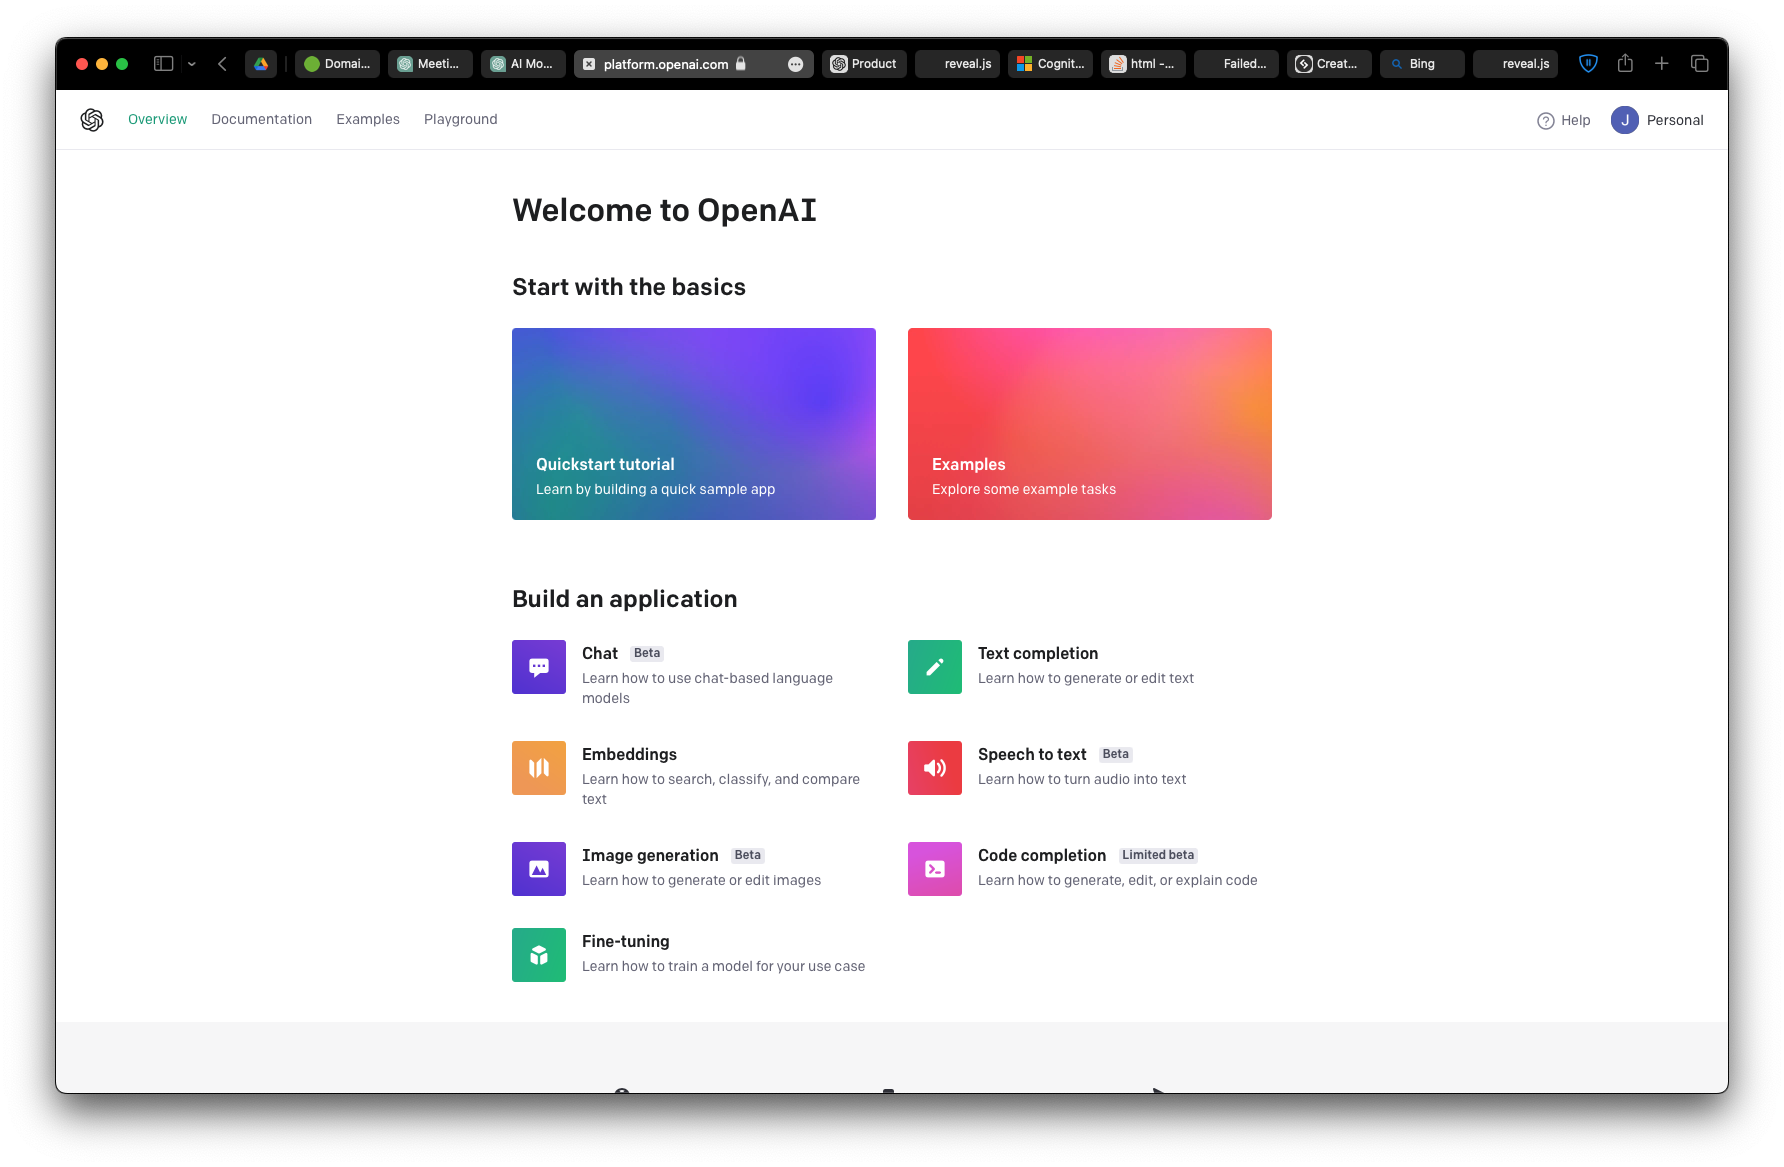 Domai...
Meeti...
AI Mo...
platform.openai.com
Product
reveal.js
Cognit...
html -...
Failed...
Creat...
Bing
reveal.js
Overview
Documentation
Examples
Playground
Help
J
Personal
Welcome to OpenAI
Start with the basics
Quickstart tutorial
Learn by building a quick sample app
Examples
Explore some example tasks
Build an application
Chat Beta
Learn how to use chat-based language
models
Text completion
Learn how to generate or edit text
Embeddings
Learn how to search, classify, and compare
text
Speech to text Beta
Learn how to turn audio into text
Image generation Beta
Learn how to generate or edit images
Code completion Limited beta
Learn how to generate, edit, or explain code
Fine-tuning
Learn how to train a model for your use case